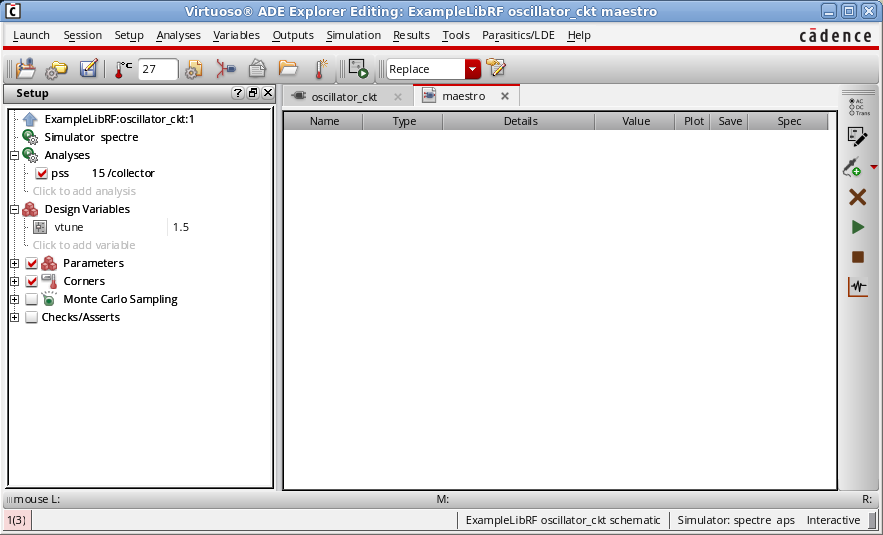 Virtuoso® ADE Explorer Editing: ExampleLibRF oscillator_ckt maestro
Launch Session Setup Analyses Variables Outputs Simulation Results Tools Parasitics/LDE Help cādence
°C 27 Replace
Setup
oscillator_ckt maestro
ExampleLibRF:oscillator_ckt:1
Simulator spectre
Analyses
pss 15 /collector
Click to add analysis
Design Variables
vtune 1.5
Click to add variable
Parameters
Corners
Monte Carlo Sampling
Checks/Asserts
Name Type Details Value Plot Save Spec
AC
DC
Trans
mouse L: M: R:
1(3) ExampleLibRF oscillator_ckt schematic Simulator: spectre aps Interactive